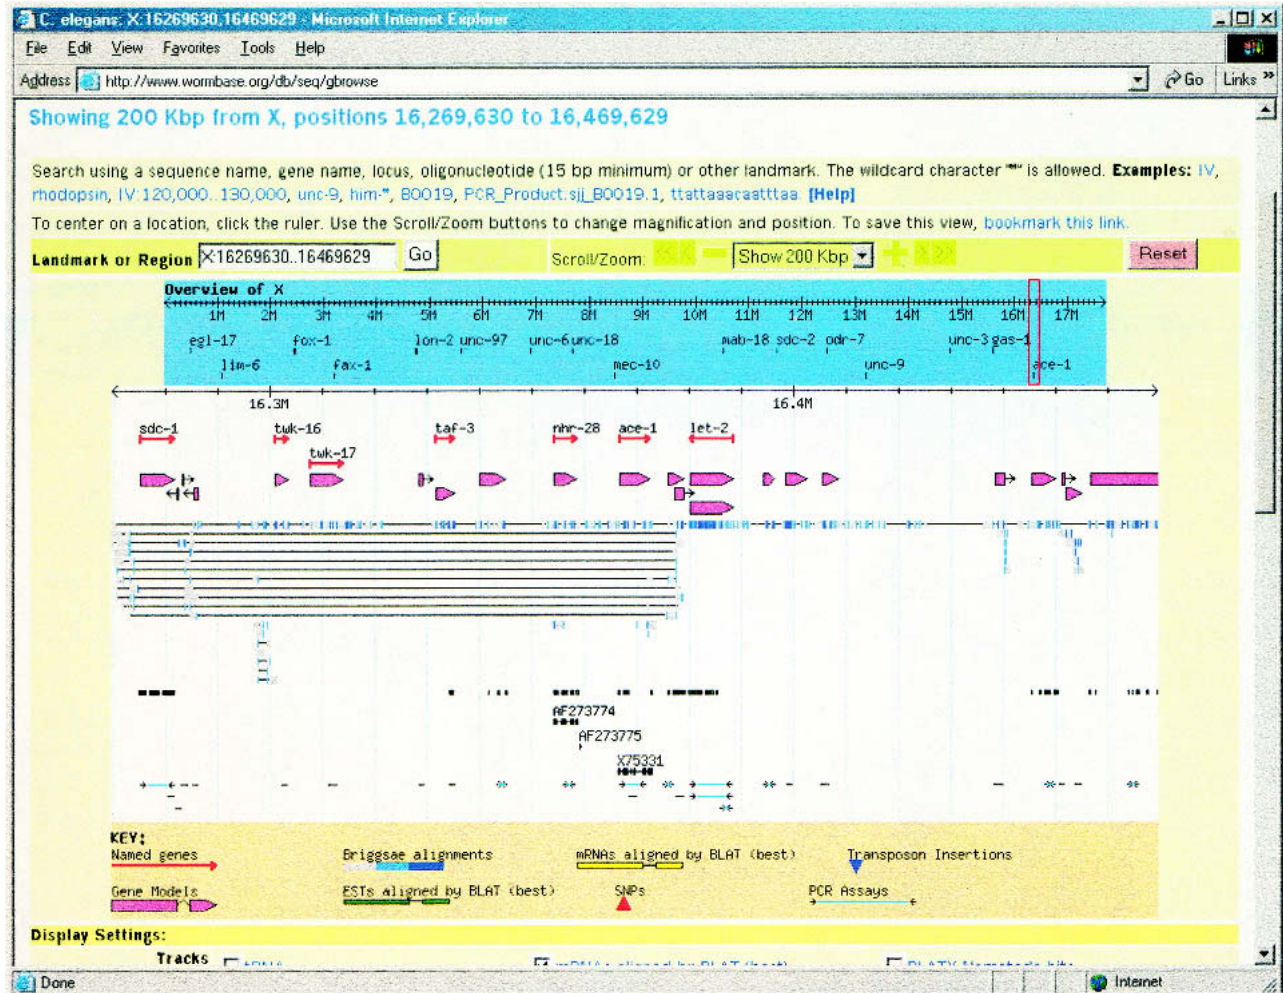 C. elegans: X:16269630,16469629 - Microsoft Internet Explorer
File Edit View Favorites Tools Help
Address http://www.wormbase.org/db/seq/gbrowse Go Links »
Showing 200 Kbp from X, positions 16,269,630 to 16,469,629
Search using a sequence name, gene name, locus, oligonucleotide (15 bp minimum) or other landmark. The wildcard character "*" is allowed. Examples: IV,
rhodopsin, IV:120,000..130,000, unc-9, him-*, B0019, PCR_Product:sjj_B0019.1, ttattaaacaatttaa. [Help]
To center on a location, click the ruler. Use the Scroll/Zoom buttons to change magnification and position. To save this view, bookmark this link.
Landmark or Region X:16269630..16469629 Go Scroll/Zoom: << - Show 200 Kbp + >> Reset
Overview of X
1M 2M 3M 4M 5M 6M 7M 8M 9M 10M 11M 12M 13M 14M 15M 16M 17M
egl-17 fox-1 lon-2 unc-97 unc-6 unc-18 mab-18 sdc-2 odr-7 unc-3 gas-1
lim-6 fax-1 mec-10 unc-9 ace-1
16.3M 16.4M
sdc-1 twk-16 taf-3 nhr-28 ace-1 let-2
twk-17
AF273774
AF273775
X75331
KEY:
Named genes Briggsae alignments mRNAs aligned by BLAT (best) Transposon Insertions
Gene Models ESTs aligned by BLAT (best) SNPs PCR Assays
Display Settings:
Tracks tRNA mRNAs aligned by BLAT (best) BLATX Nematode hits
Done Internet